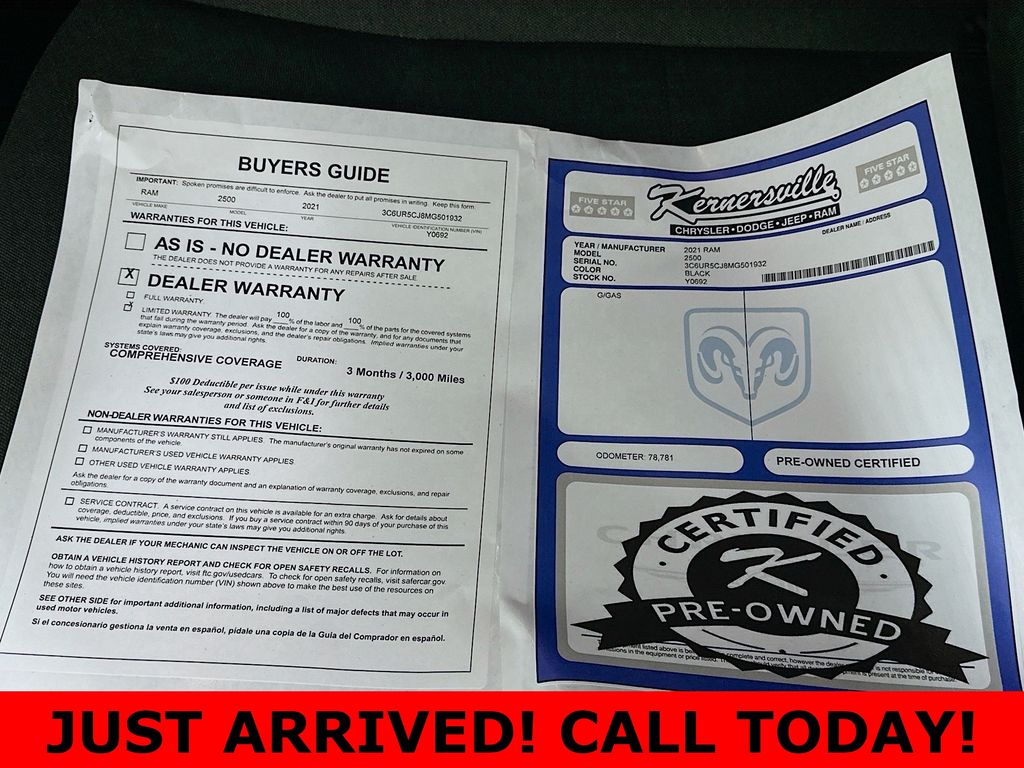 BUYERS GUIDE
IMPORTANT: Spoken promises are difficult to enforce. Ask the dealer to put all promises in writing. Keep this form.
RAM 2500 2021 3C6UR5CJ8MG501932
VEHICLE MAKE MODEL YEAR VEHICLE IDENTIFICATION NUMBER (VIN)
WARRANTIES FOR THIS VEHICLE: Y0692
AS IS - NO DEALER WARRANTY
THE DEALER DOES NOT PROVIDE A WARRANTY FOR ANY REPAIRS AFTER SALE.
X DEALER WARRANTY
FULL WARRANTY.
X LIMITED WARRANTY. The dealer will pay 100 % of the labor and 100 % of the parts for the covered systems
that fail during the warranty period. Ask the dealer for a copy of the warranty, and for any documents that
explain warranty coverage, exclusions, and the dealer's repair obligations. Implied warranties under your
state's laws may give you additional rights.
SYSTEMS COVERED: DURATION:
COMPREHENSIVE COVERAGE 3 Months / 3,000 Miles
$100 Deductible per issue while under this warranty
See your salesperson or someone in F&I for further details
and list of exclusions.
NON-DEALER WARRANTIES FOR THIS VEHICLE:
MANUFACTURER'S WARRANTY STILL APPLIES. The manufacturer's original warranty has not expired on some
components of the vehicle.
MANUFACTURER'S USED VEHICLE WARRANTY APPLIES.
OTHER USED VEHICLE WARRANTY APPLIES.
Ask the dealer for a copy of the warranty document and an explanation of warranty coverage, exclusions, and repair
obligations.
SERVICE CONTRACT. A service contract on this vehicle is available for an extra charge. Ask for details about
coverage, deductible, price, and exclusions. If you buy a service contract within 90 days of your purchase of this
vehicle, implied warranties under your state's laws may give you additional rights.
ASK THE DEALER IF YOUR MECHANIC CAN INSPECT THE VEHICLE ON OR OFF THE LOT.
OBTAIN A VEHICLE HISTORY REPORT AND CHECK FOR OPEN SAFETY RECALLS. For information on
how to obtain a vehicle history report, visit ftc.gov/usedcars. To check for open safety recalls, visit safercar.gov.
You will need the vehicle identification number (VIN) shown above to make the best use of the resources on
these sites.
SEE OTHER SIDE for important additional information, including a list of major defects that may occur in
used motor vehicles.
Si el concesionario gestiona la venta en español, pídale una copia de la Guía del Comprador en español.
FIVE STAR
Kernersville
FIVE STAR
CHRYSLER • DODGE • JEEP • RAM
DEALER NAME / ADDRESS
YEAR / MANUFACTURER 2021 RAM
MODEL 2500
SERIAL NO. 3C6UR5CJ8MG501932
COLOR BLACK
STOCK NO. Y0692
G/GAS
ODOMETER: 78,781
PRE-OWNED CERTIFIED
CERTIFIED
K
PRE-OWNED
JUST ARRIVED! CALL TODAY!